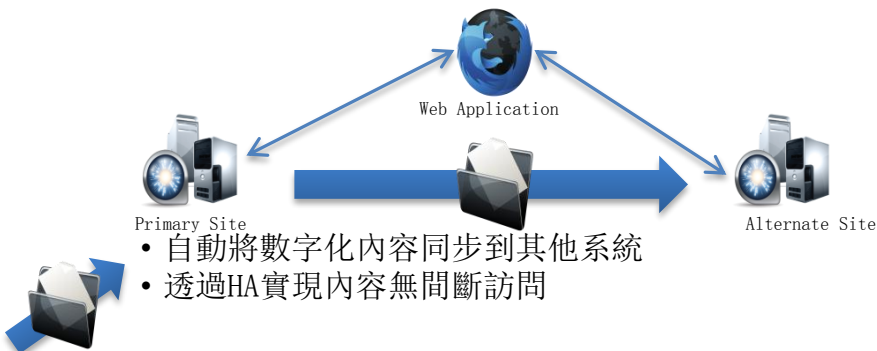 Web Application
Primary Site
Alternate Site
• 自動將數字化內容同步到其他系統
• 透過HA實現內容無間斷訪問